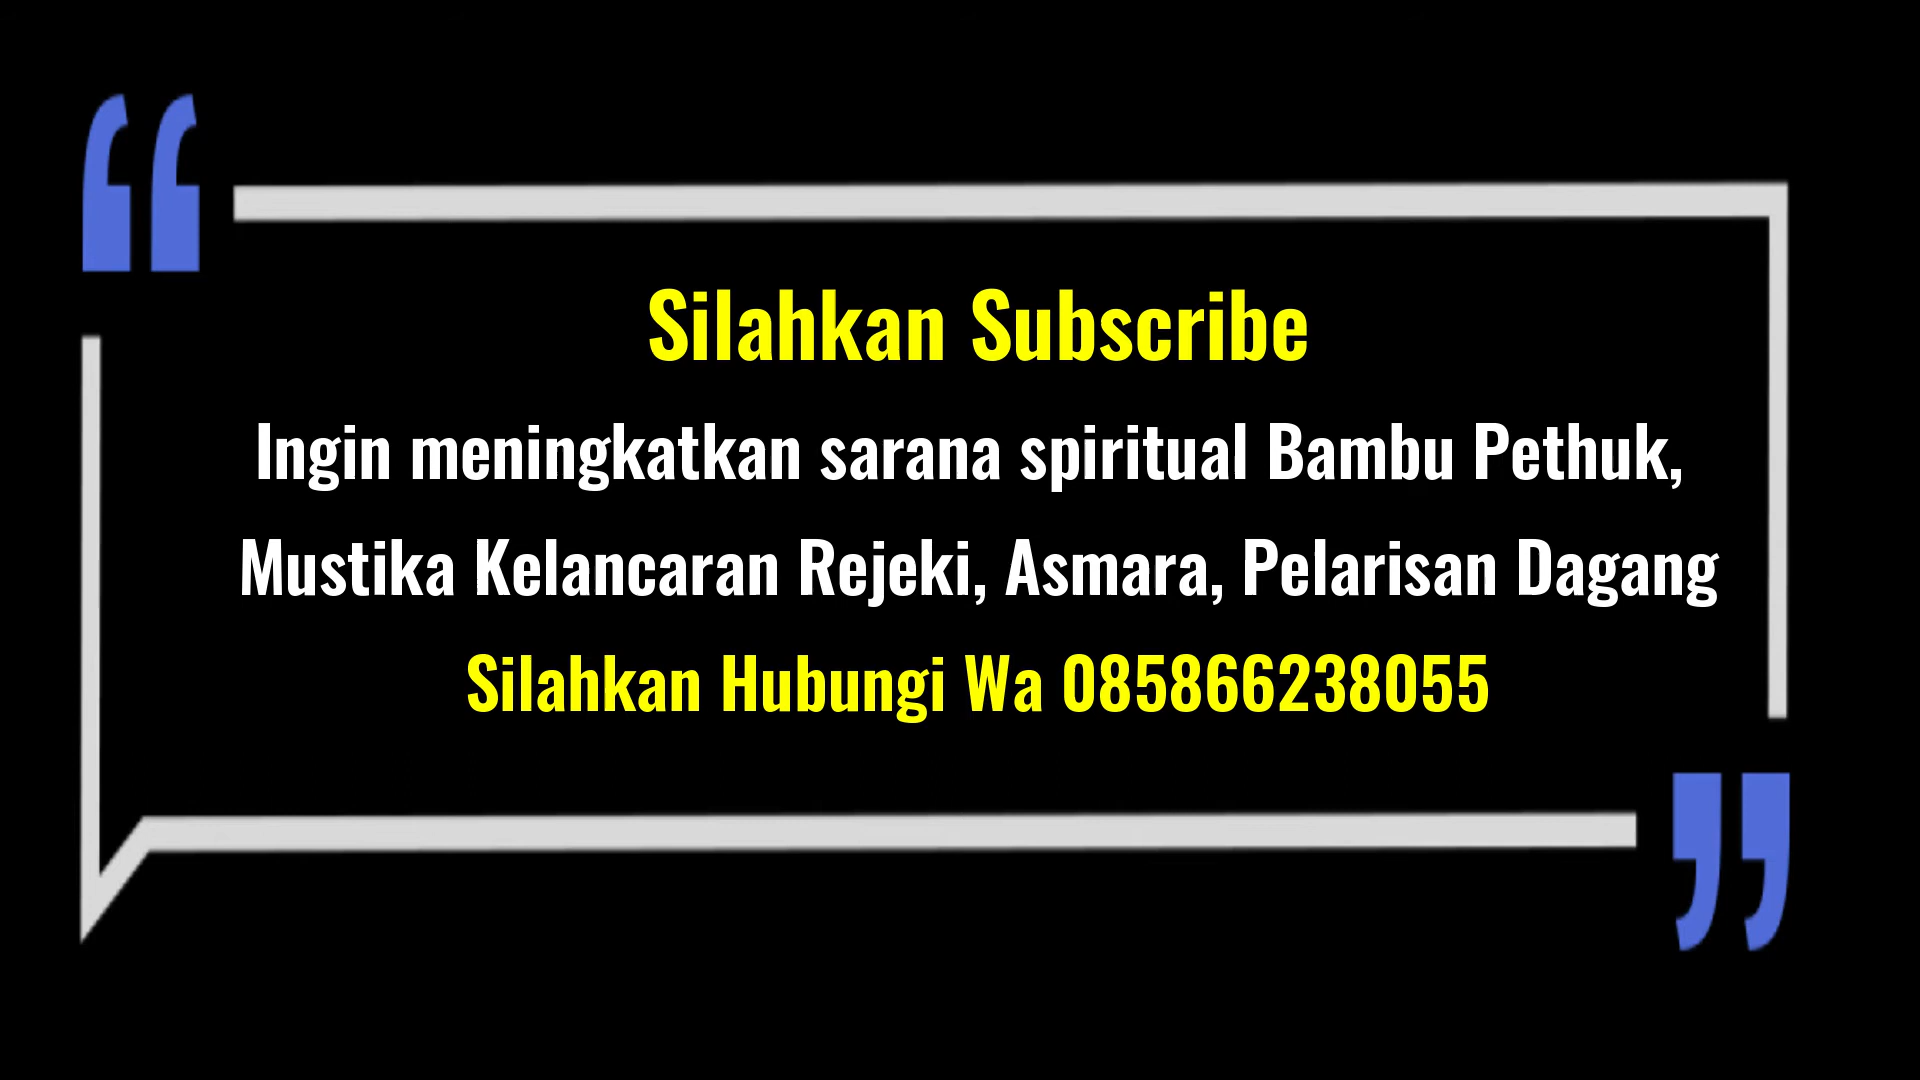 Silahkan Subscribe
Ingin meningkatkan sarana spiritual Bambu Pethuk,
Mustika Kelancaran Rejeki, Asmara, Pelarisan Dagang
Silahkan Hubungi Wa 085866238055